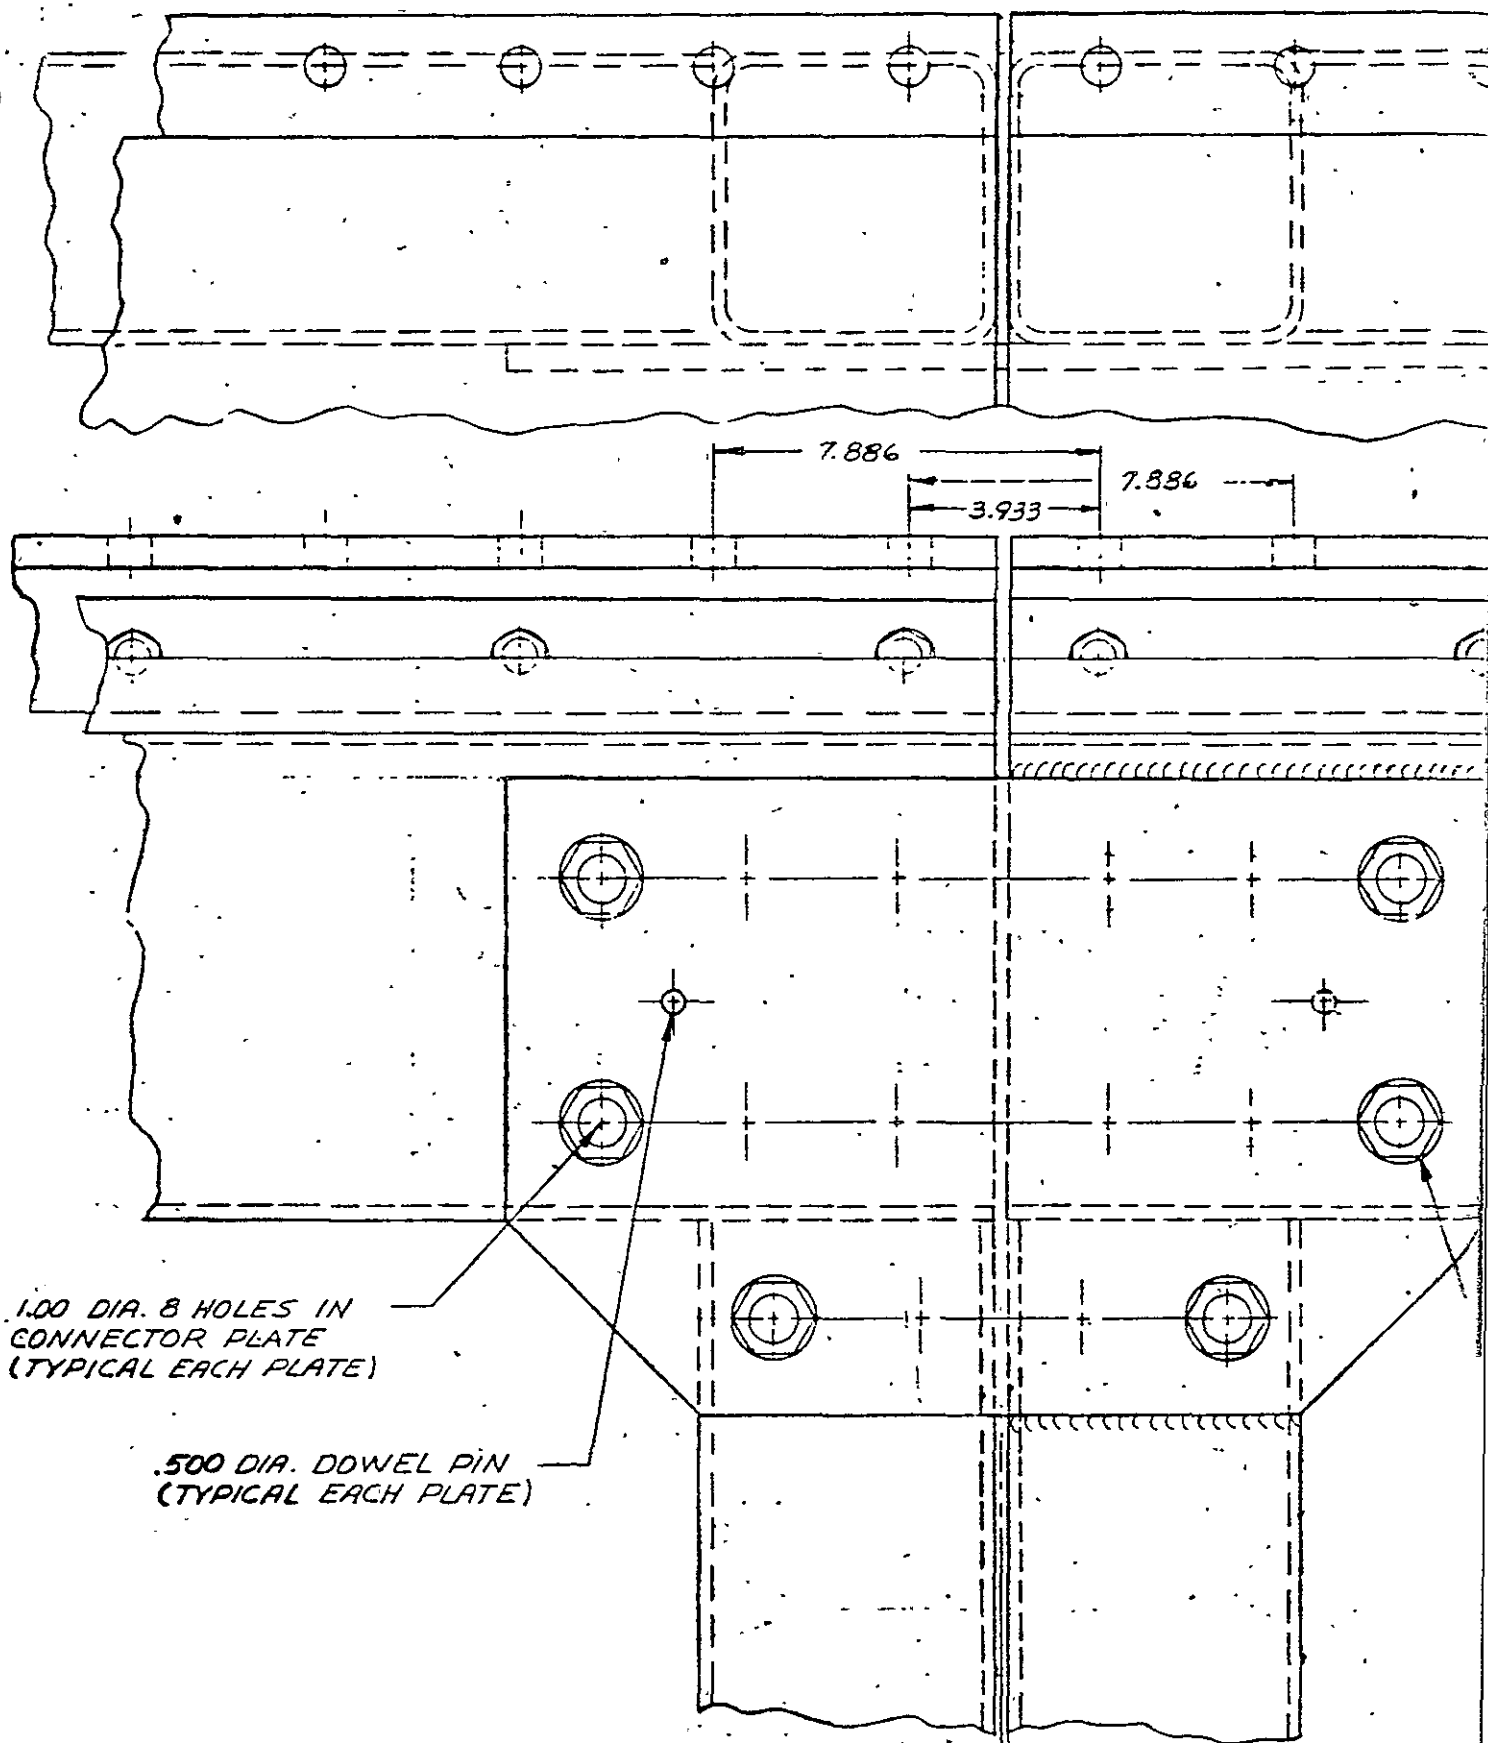 7.886
7.886
3.933
1.00 DIA. 8 HOLES IN
CONNECTOR PLATE
(TYPICAL EACH PLATE)
.500 DIA. DOWEL PIN
(TYPICAL EACH PLATE)